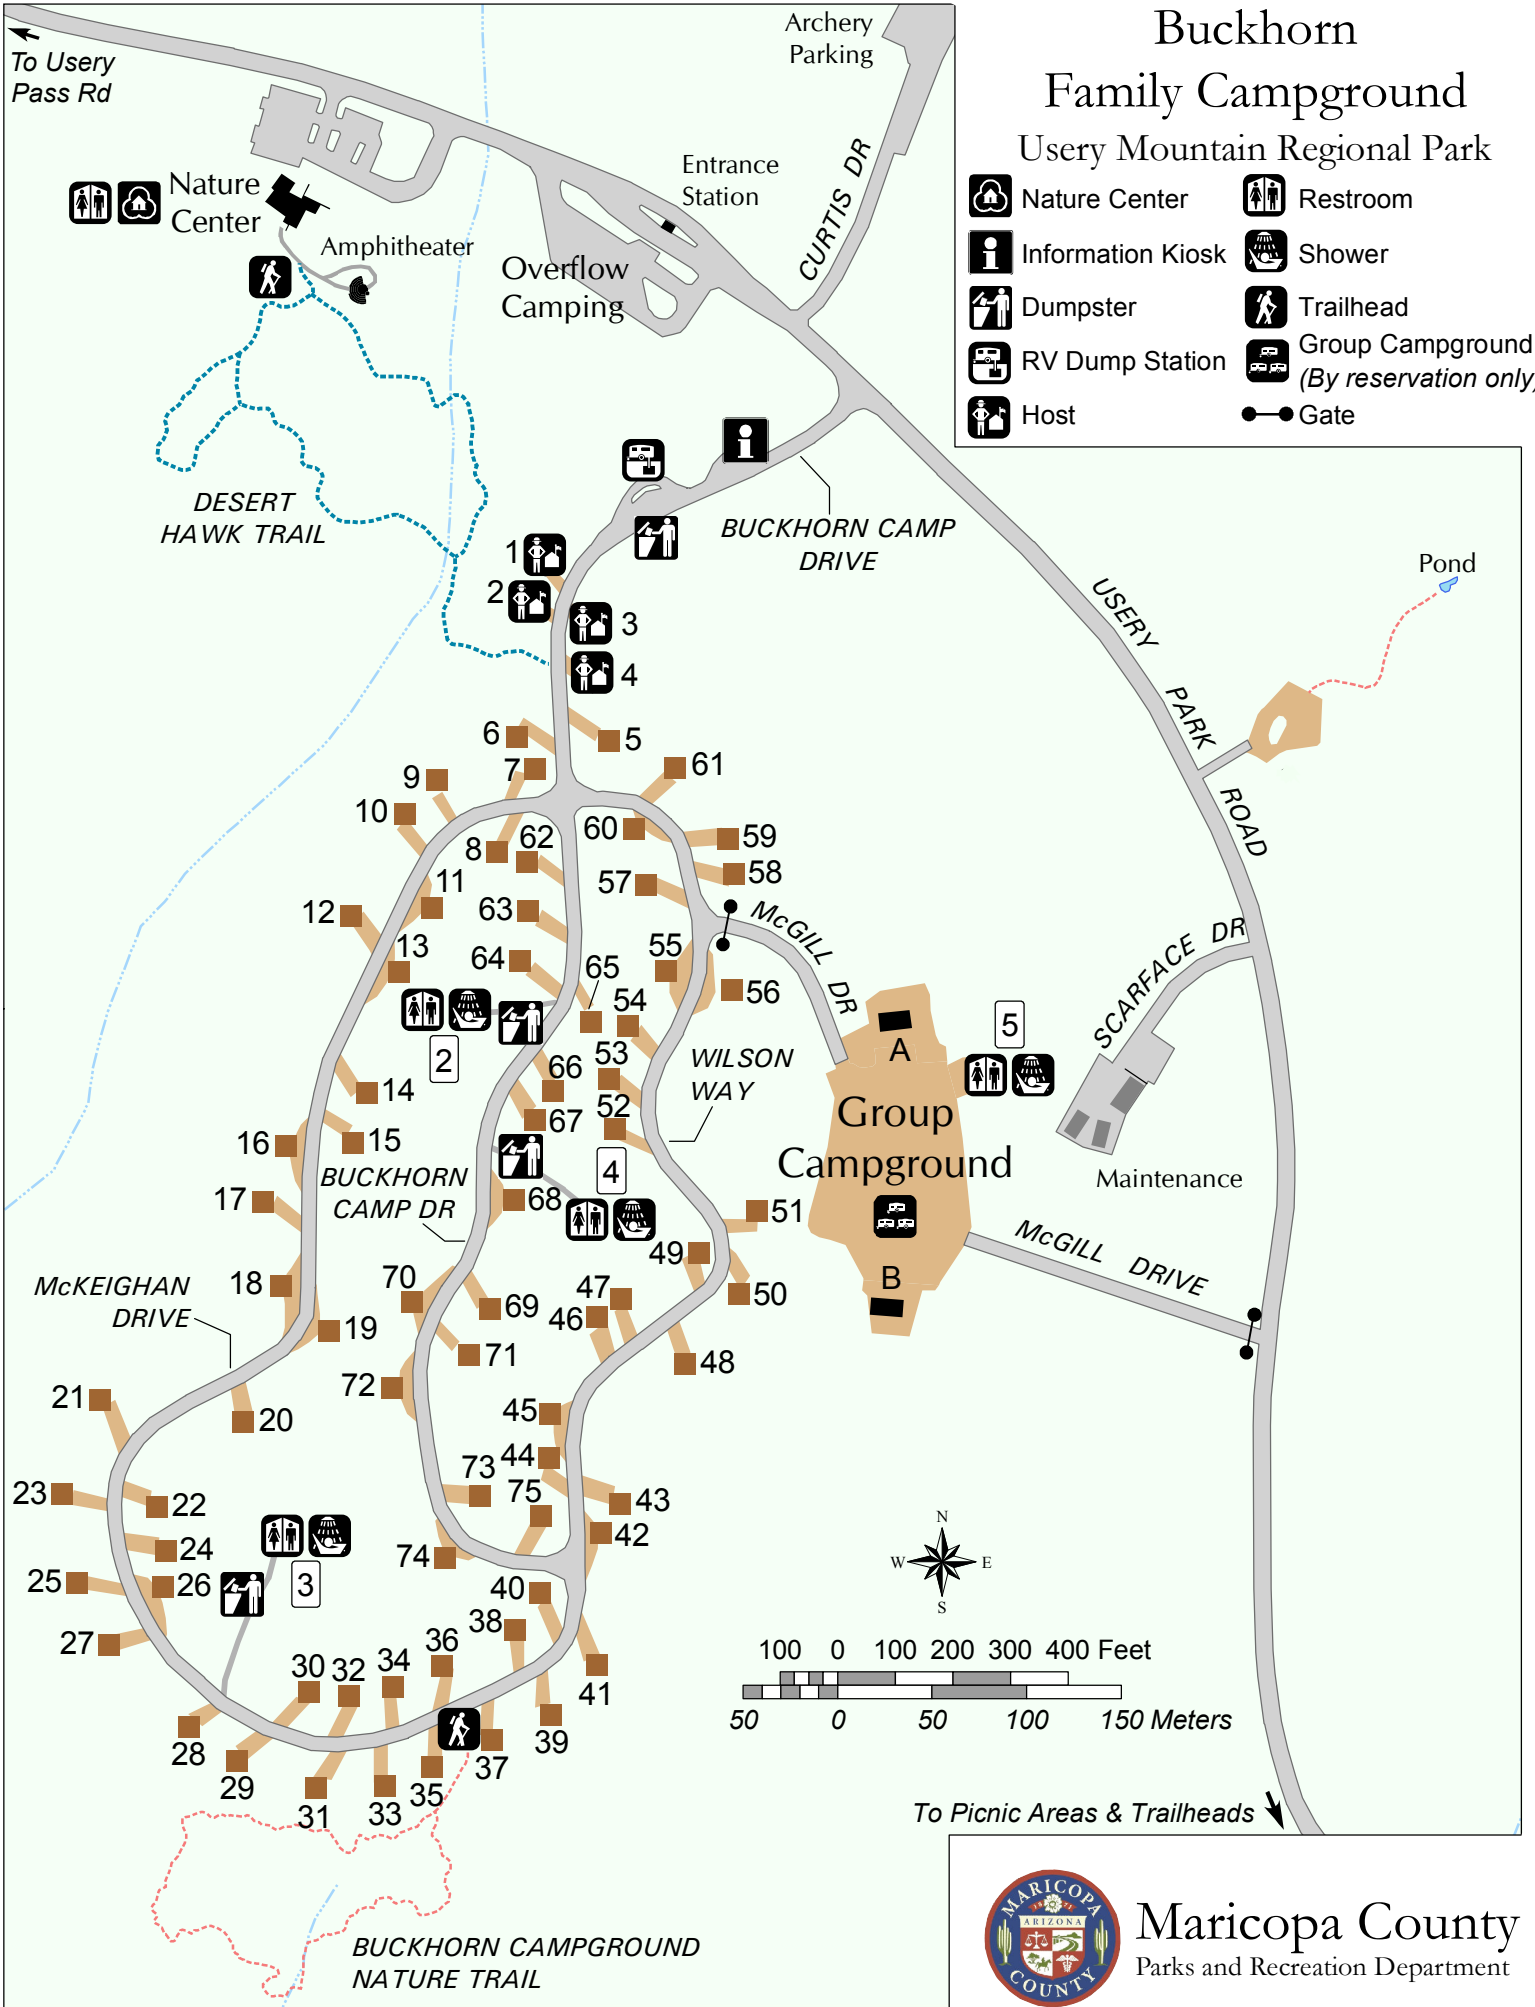 Buckhorn
Family Campground
Usery Mountain Regional Park
Nature Center
Restroom
Information Kiosk
Shower
Dumpster
Trailhead
RV Dump Station
Group Campground
(By reservation only)
Host
Gate
To Usery
Pass Rd
Archery
Parking
Nature
Center
Amphitheater
Entrance
Station
CURTIS DR
Overflow
Camping
DESERT
HAWK TRAIL
BUCKHORN CAMP
DRIVE
USERY PARK ROAD
Pond
1
2
3
4
5
6
7
61
9
10
8
62
60
59
58
57
11
12
63
McGILL DR
13
64
55
56
65
54
SCARFACE DR
2
5
A
53
WILSON
WAY
14
66
52
67
Group
Campground
15
16
4
BUCKHORN
CAMP DR
17
68
51
Maintenance
49
McGILL DRIVE
McKEIGHAN
DRIVE
18
70
69
47
46
50
B
19
71
48
72
21
20
45
44
73
75
43
23
22
42
24
74
25
26
3
40
38
27
36
34
30
32
41
28
29
31
33
35
37
39
N
W
E
S
100 0 100 200 300 400 Feet
50 0 50 100 150 Meters
To Picnic Areas & Trailheads
BUCKHORN CAMPGROUND
NATURE TRAIL
MARICOPA
1871
ARIZONA
COUNTY
Maricopa County
Parks and Recreation Department